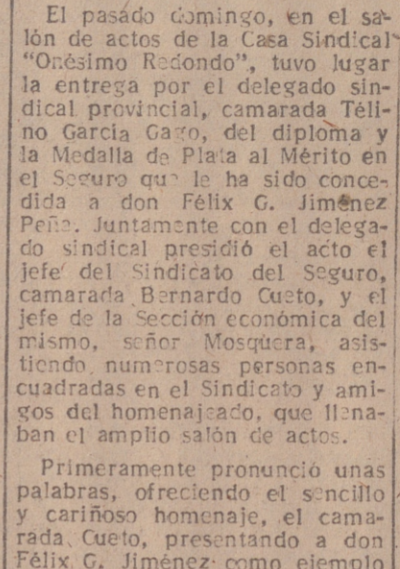 El pasado domingo, en el sa-
lón de actos de la Casa Sindical
"Onésimo Redondo", tuvo lugar
la entrega por el delegado sin-
dical provincial, camarada Téli-
no García Gago, del diploma y
la Medalla de Plata al Mérito en
el Seguro que le ha sido conce-
dida a don Félix G. Jiménez
Peña. Juntamente con el delega-
do sindical presidió el acto el
jefe del Sindicato del Seguro,
camarada Bernardo Cueto, y el
jefe de la Sección económica del
mismo, señor Mosquera, asis-
tiendo numerosas personas en-
cuadradas en el Sindicato y ami-
gos del homenajeado, que llena-
ban el amplio salón de actos.
Primeramente pronunció unas
palabras, ofreciendo el sencillo
y cariñoso homenaje, el cama-
rada Cueto, presentando a don
Félix G. Jiménez como ejemplo